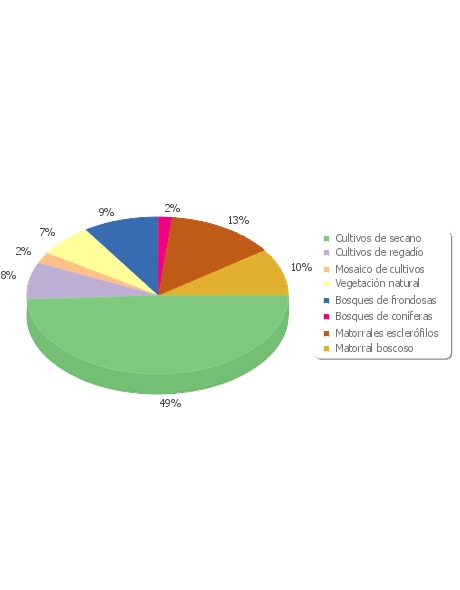 2%
9%
13%
7%
2%
8%
10%
49%
Cultivos de secano
Cultivos de regadío
Mosaico de cultivos
Vegetación natural
Bosques de frondosas
Bosques de coníferas
Matorrales esclerófilos
Matorral boscoso